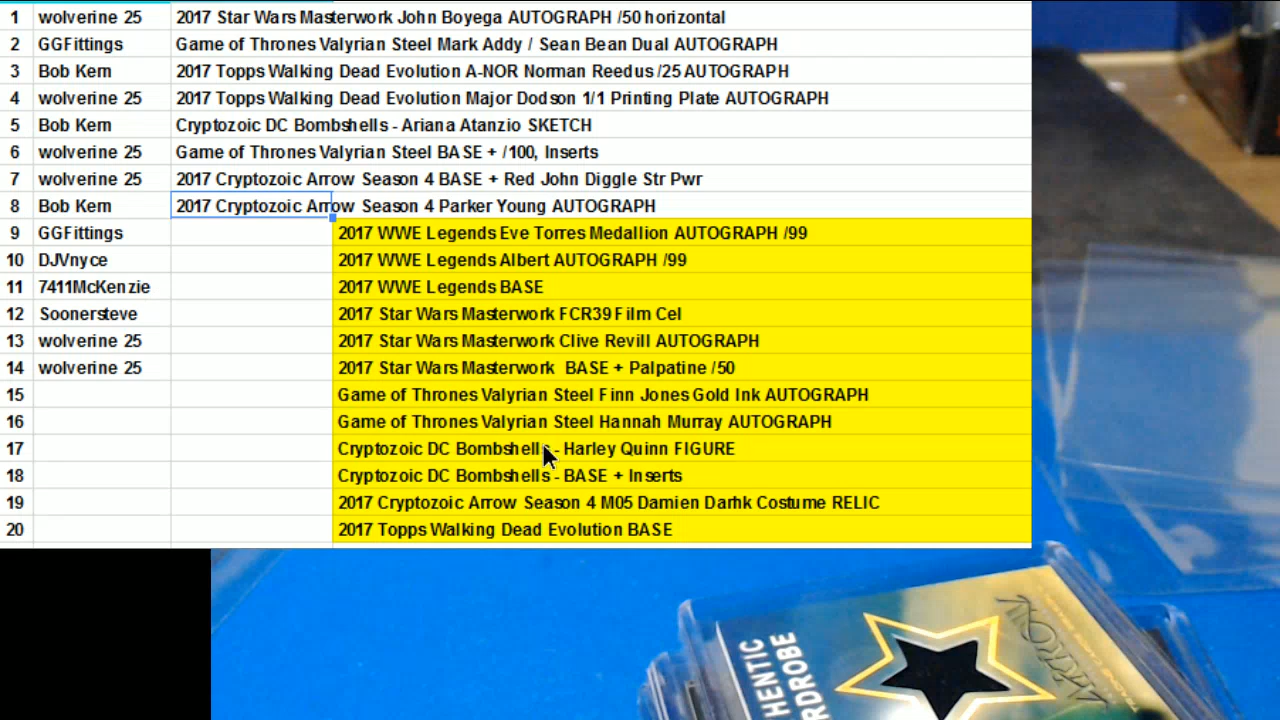 1 wolverine 25 2017 Star Wars Masterwork John Boyega AUTOGRAPH /50 horizontal
2 GGFittings Game of Thrones Valyrian Steel Mark Addy / Sean Bean Dual AUTOGRAPH
3 Bob Kern 2017 Topps Walking Dead Evolution A-NOR Norman Reedus /25 AUTOGRAPH
4 wolverine 25 2017 Topps Walking Dead Evolution Major Dodson 1/1 Printing Plate AUTOGRAPH
5 Bob Kern Cryptozoic DC Bombshells - Ariana Atanzio SKETCH
6 wolverine 25 Game of Thrones Valyrian Steel BASE + /100, Inserts
7 wolverine 25 2017 Cryptozoic Arrow Season 4 BASE + Red John Diggle Str Pwr
8 Bob Kern 2017 Cryptozoic Arrow Season 4 Parker Young AUTOGRAPH
9 GGFittings 2017 WWE Legends Eve Torres Medallion AUTOGRAPH /99
10 DJVnyce 2017 WWE Legends Albert AUTOGRAPH /99
11 7411McKenzie 2017 WWE Legends BASE
12 Soonersteve 2017 Star Wars Masterwork FCR39 Film Cel
13 wolverine 25 2017 Star Wars Masterwork Clive Revill AUTOGRAPH
14 wolverine 25 2017 Star Wars Masterwork BASE + Palpatine /50
15 Game of Thrones Valyrian Steel Finn Jones Gold Ink AUTOGRAPH
16 Game of Thrones Valyrian Steel Hannah Murray AUTOGRAPH
17 Cryptozoic DC Bombshells - Harley Quinn FIGURE
18 Cryptozoic DC Bombshells - BASE + Inserts
19 2017 Cryptozoic Arrow Season 4 M05 Damien Darhk Costume RELIC
20 2017 Topps Walking Dead Evolution BASE
HENTIC
RDROBE
ARROW